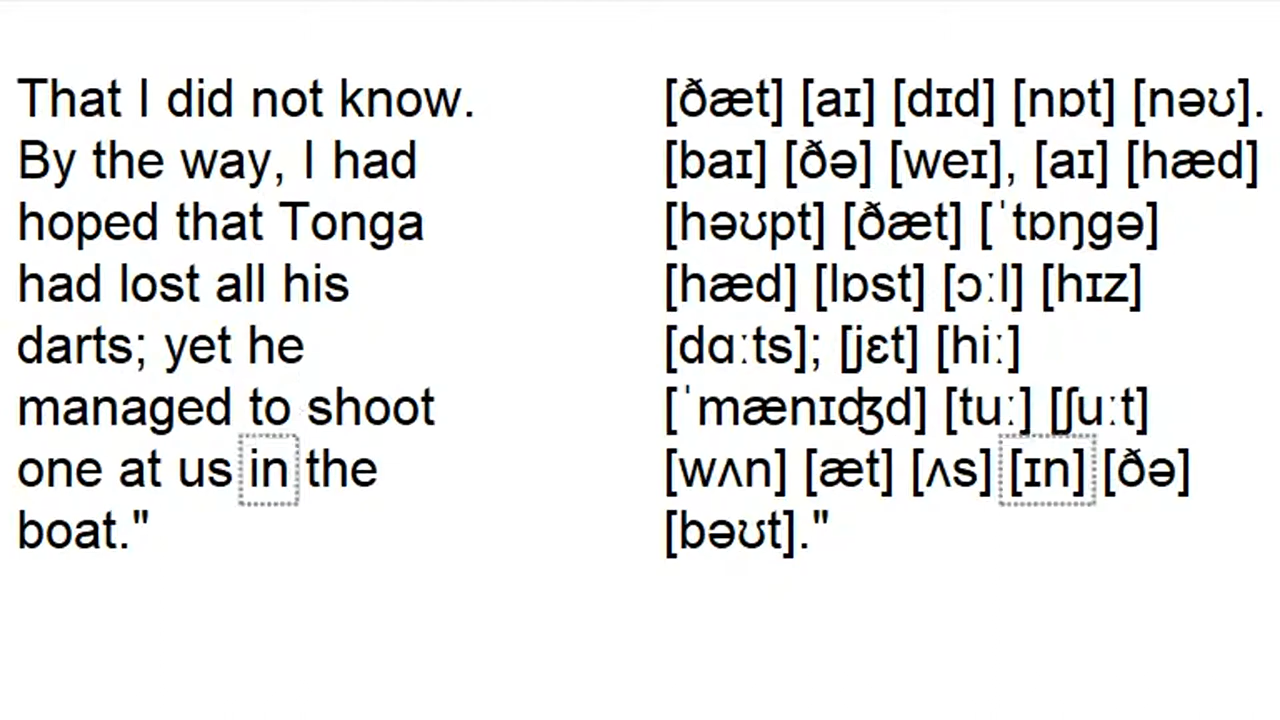 That I did not know.
By the way, I had
hoped that Tonga
had lost all his
darts; yet he
managed to shoot
one at us in the
boat."
[ðæt] [aɪ] [dɪd] [nɒt] [nəʊ].
[baɪ] [ðə] [weɪ], [aɪ] [hæd]
[həʊpt] [ðæt] [ˈtɒŋgə]
[hæd] [lɒst] [ɔːl] [hɪz]
[dɑːts]; [jɛt] [hiː]
[ˈmænɪʤd] [tuː] [ʃuːt]
[wʌn] [æt] [ʌs] [ɪn] [ðə]
[bəʊt]."